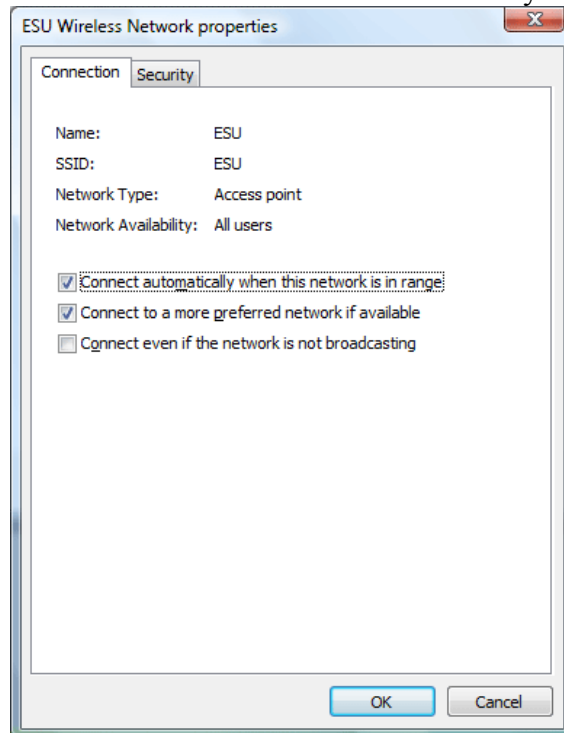 ESU Wireless Network properties
Connection Security
Name: ESU
SSID: ESU
Network Type: Access point
Network Availability: All users
Connect automatically when this network is in range
Connect to a more preferred network if available
Connect even if the network is not broadcasting
OK Cancel